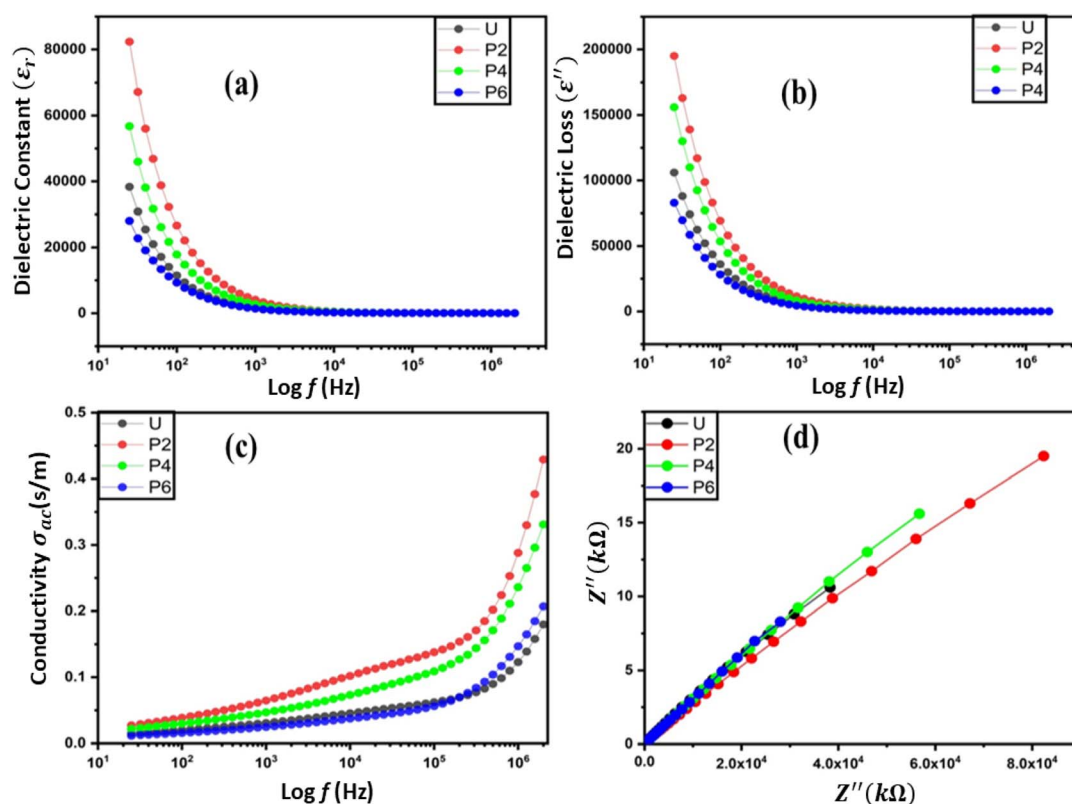 Dielectric Constant (εᵣ)
80000
60000
40000
20000
0
(a)
U
P2
P4
P6
10¹ 10² 10³ 10⁴ 10⁵ 10⁶
Log f (Hz)
Dielectric Loss (ε′′)
200000
150000
100000
50000
0
(b)
U
P2
P4
P4
10¹ 10² 10³ 10⁴ 10⁵ 10⁶
Log f (Hz)
Conductivity σₐc(s/m)
0.5
0.4
0.3
0.2
0.1
0.0
U
P2
P4
P6
(c)
10¹ 10² 10³ 10⁴ 10⁵ 10⁶
Log f (Hz)
Z′′(kΩ)
20
15
10
5
0
U
P2
P4
P6
(d)
0.0 2.0x10⁴ 4.0x10⁴ 6.0x10⁴ 8.0x10⁴
Z′′(kΩ)